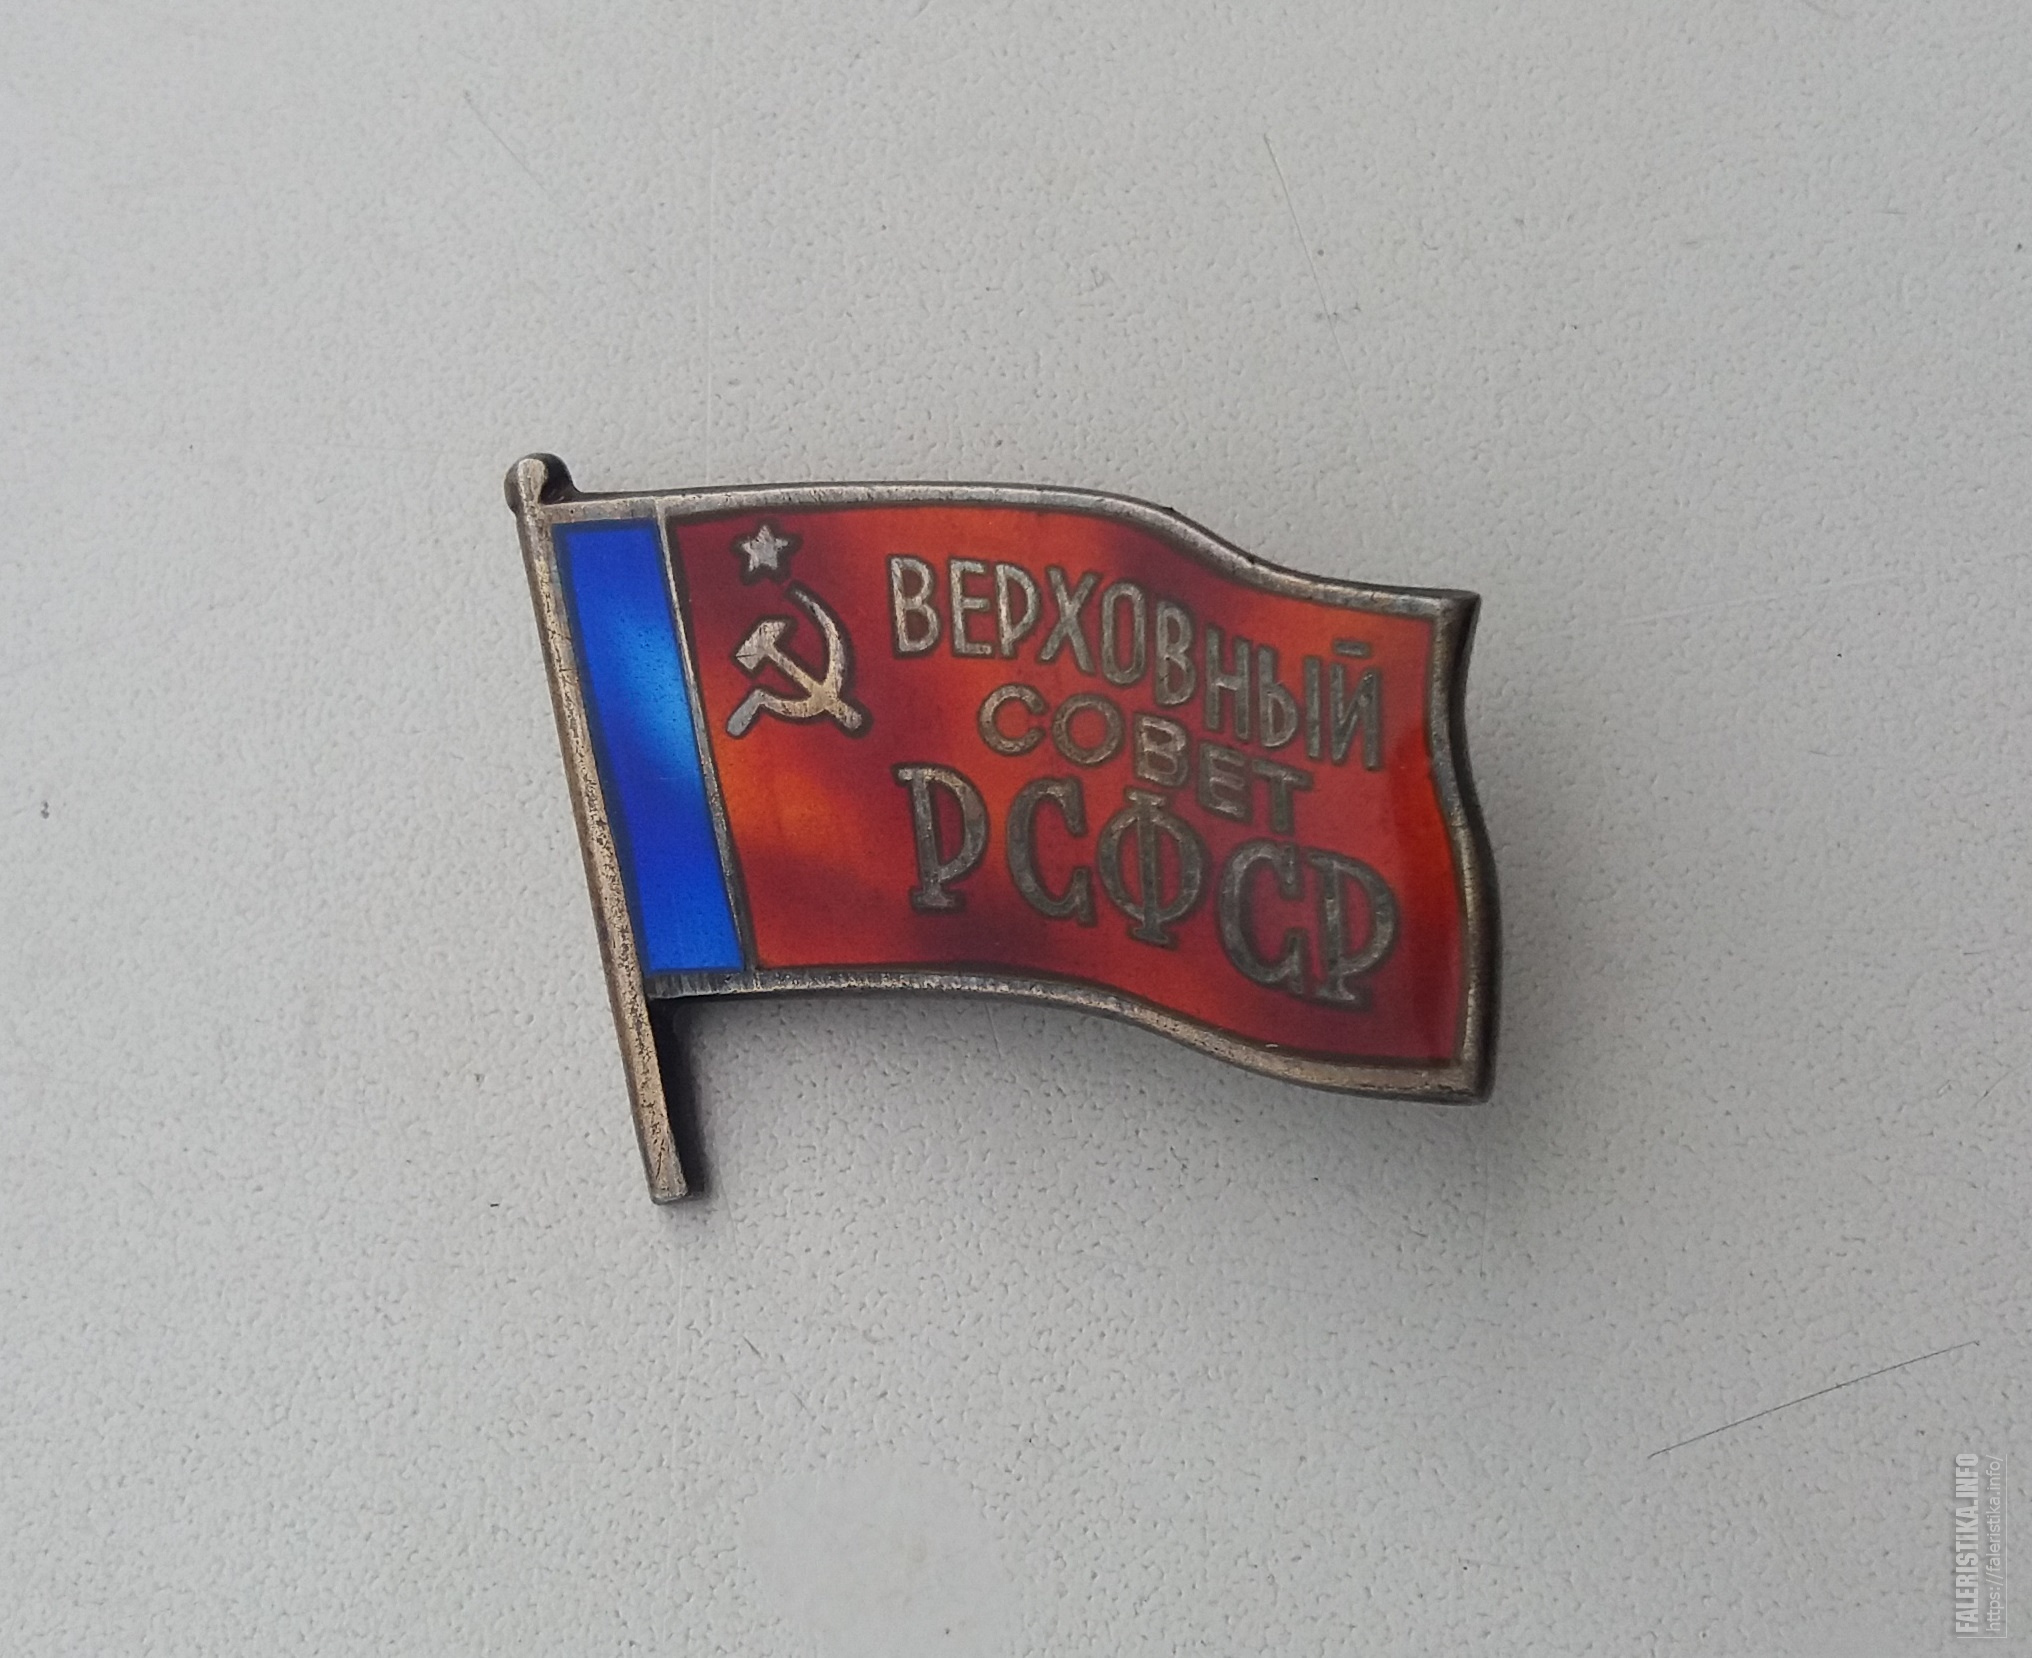 ВЕРХОВНЫЙ
СОВЕТ
РСФСР
FALERISTIKA.INFO
https://faleristika.info/